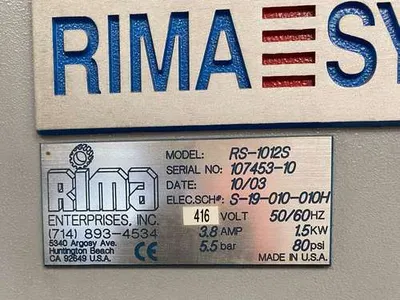 RIMA SY
RIMA
ENTERPRISES, INC.
(714) 893-4534
5340 Argosy Ave.
Huntington Beach
CA 92649 U.S.A.
CE
MODEL: RS-1012S
SERIAL NO: 107453-10
DATE: 10/03
ELEC.SCH#: S-19-010-010H
416 VOLT 50/60HZ
3.8 AMP 1.5KW
5.5 bar 80psi
MADE IN U.S.A.